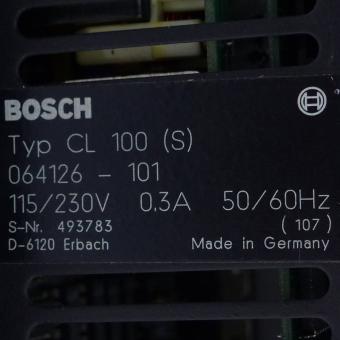 BOSCH
Typ CL 100 (S)
064126 - 101
115/230V 0.3A 50/60Hz
S-Nr. 493783 (107)
D-6120 Erbach Made in Germany